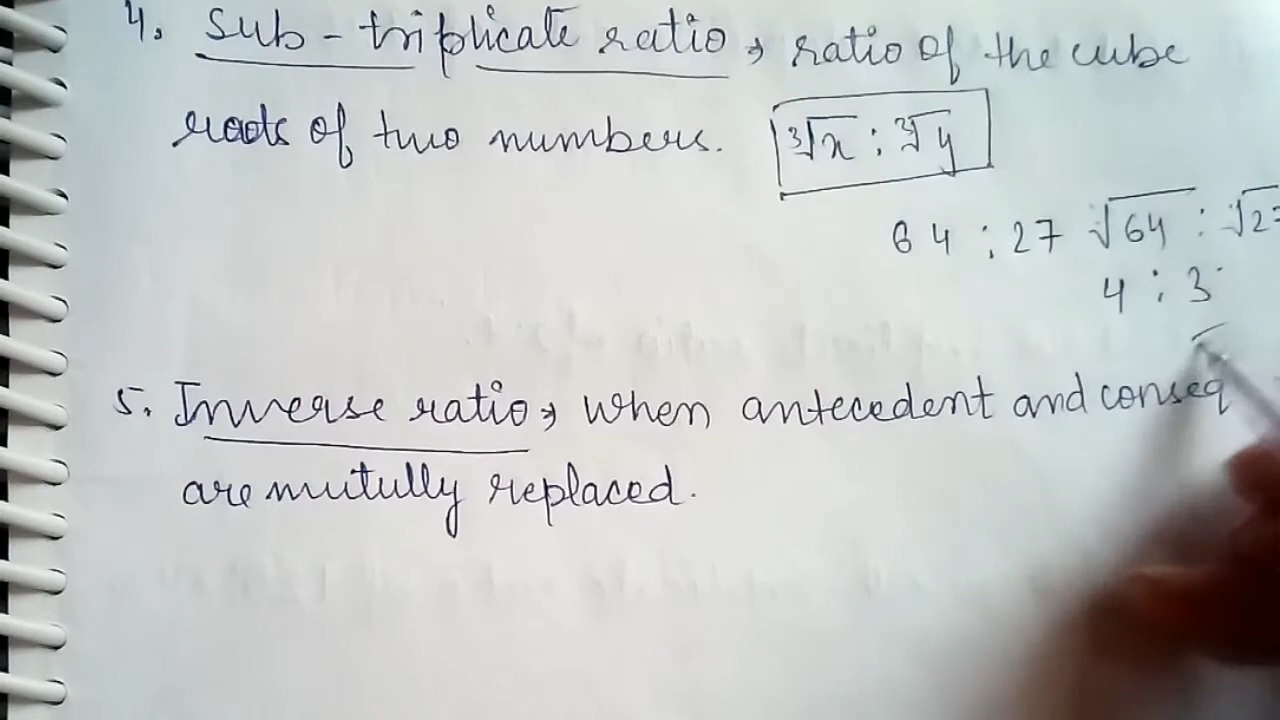 4. Sub-triplicate ratio, ratio of the cube
roots of two numbers. ∛x : ∛y
64 : 27 ∛64 : ∛27
4 : 3
5. Inverse ratio, when antecedent and conseq
are mutully replaced.